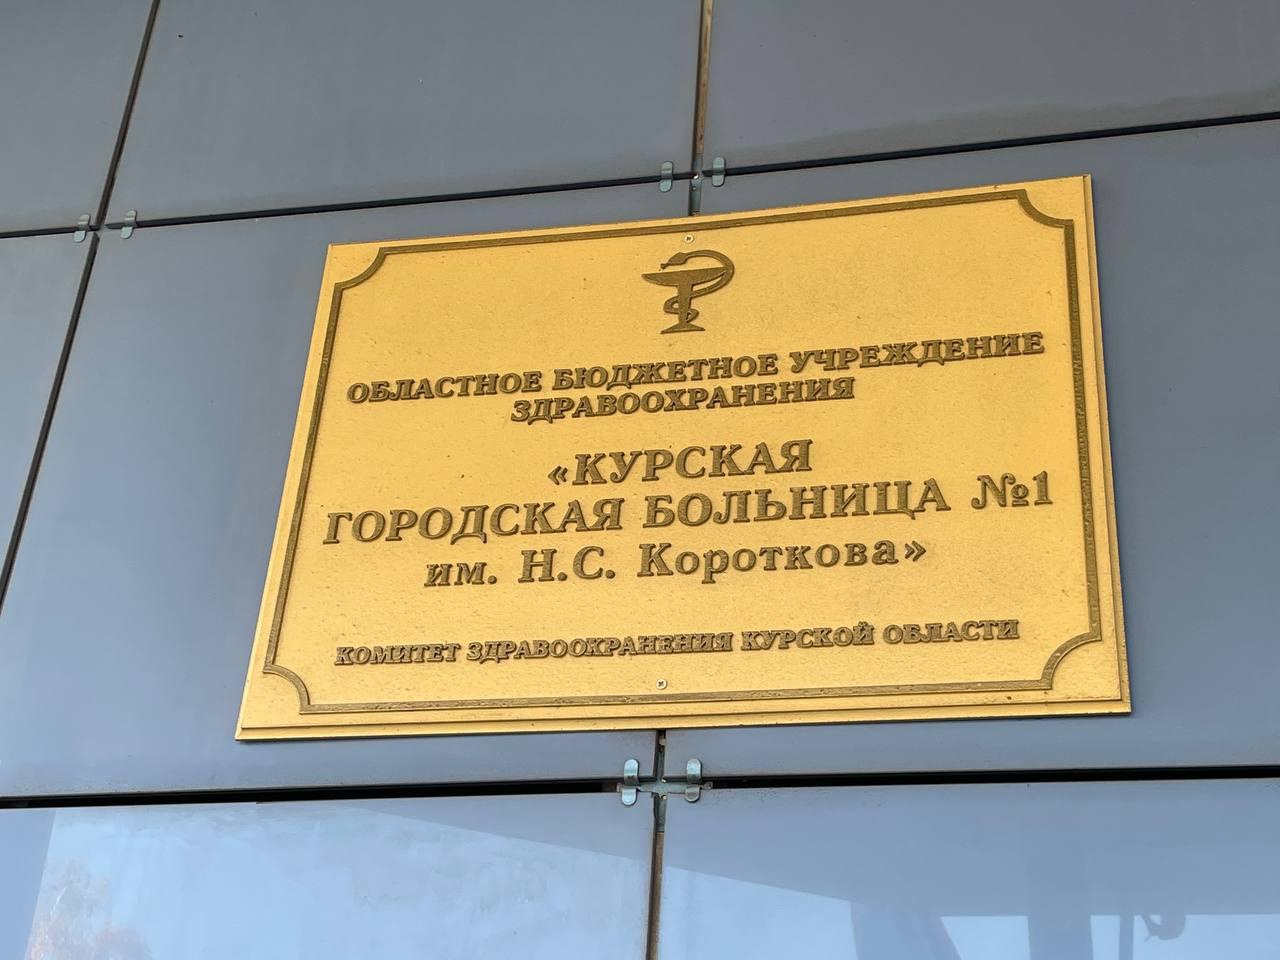 ОБЛАСТНОЕ БЮДЖЕТНОЕ УЧРЕЖДЕНИЕ
ЗДРАВООХРАНЕНИЯ
«КУРСКАЯ
ГОРОДСКАЯ БОЛЬНИЦА №1
им. Н.С. Короткова»
КОМИТЕТ ЗДРАВООХРАНЕНИЯ КУРСКОЙ ОБЛАСТИ